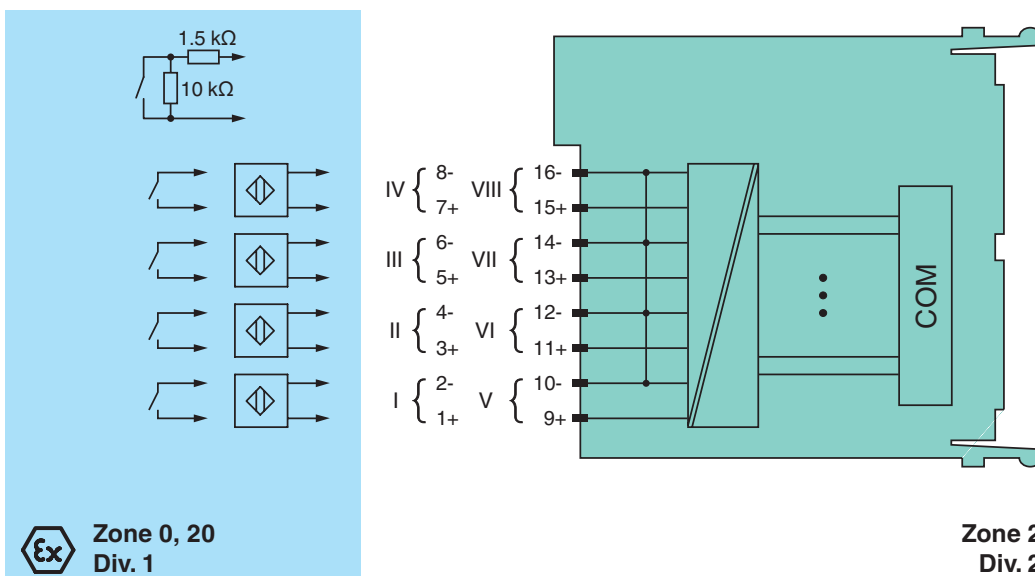 1.5 kΩ
10 kΩ
IV { 8- VIII { 16-
7+ 15+
III { 6- VII { 14-
5+ 13+
II { 4- VI { 12-
3+ 11+
I { 2- V { 10-
1+ 9+
COM
Ex Zone 0, 20
Div. 1
Zone 2
Div. 2